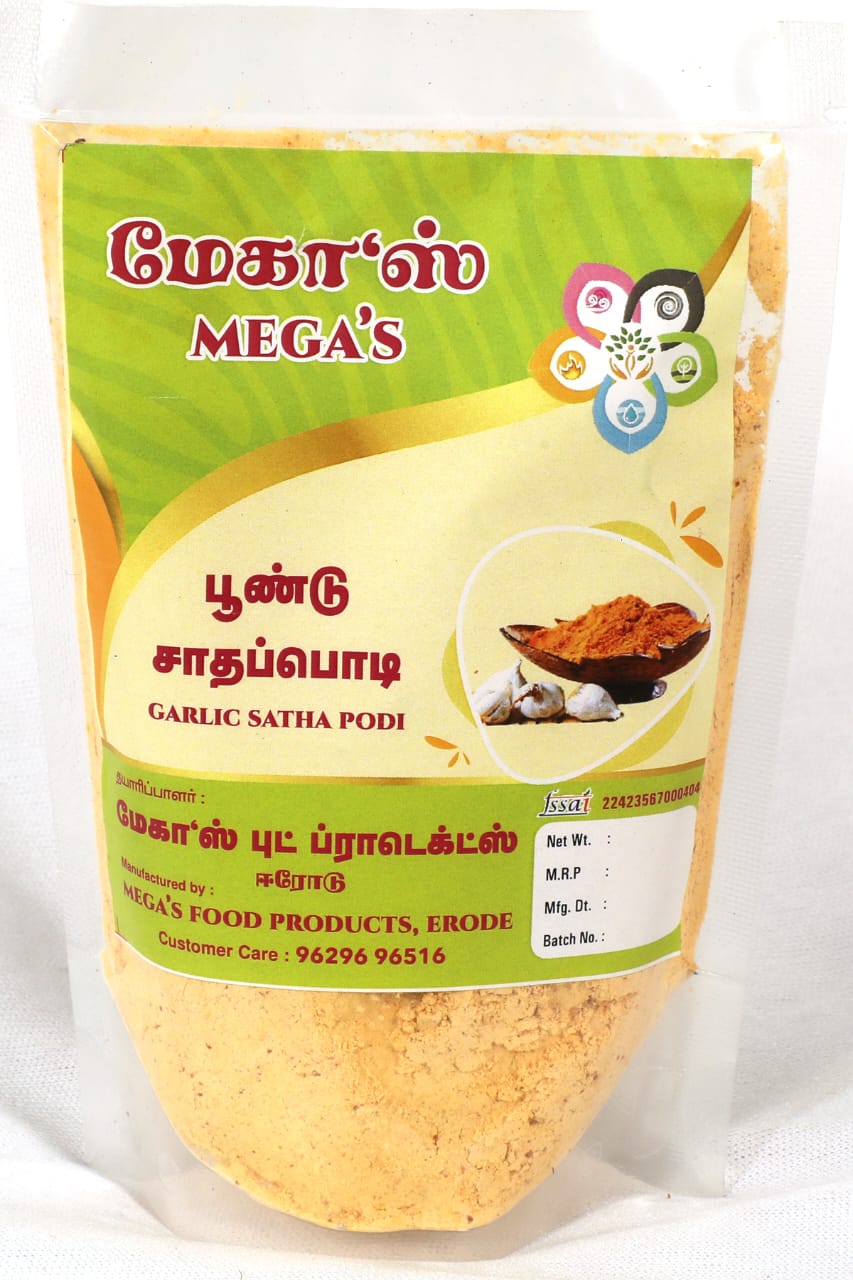 மேகா‘ஸ்
MEGA'S
பூண்டு
சாதப்பொடி
GARLIC SATHA PODI
தயாரிப்பாளர் :
மேகா‘ஸ் புட் ப்ராடெக்ட்ஸ்
ஈரோடு
Manufactured by :
MEGA'S FOOD PRODUCTS, ERODE
Customer Care : 96296 96516
fssai 22423567000404
Net Wt. :
M.R.P :
Mfg. Dt. :
Batch No. :